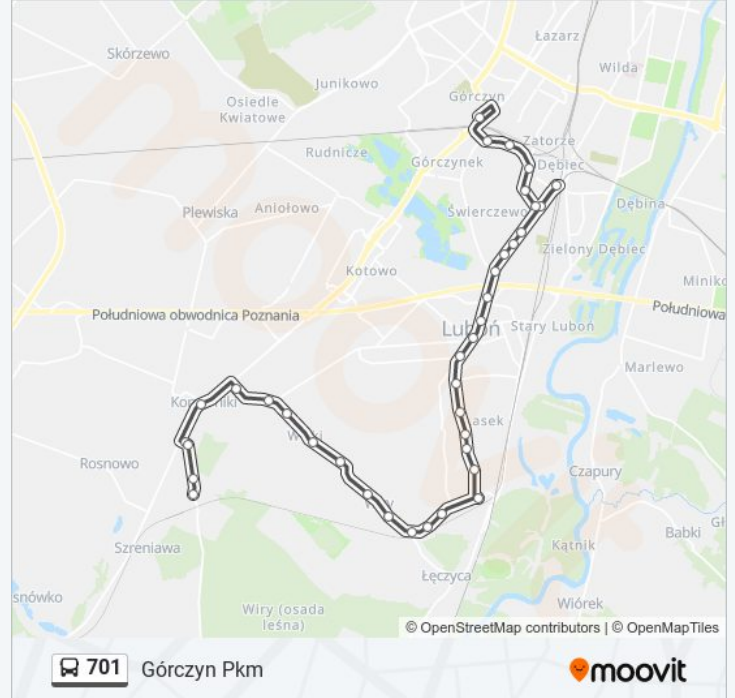 Skórzewo
Łazarz
Wilda
Junikowo
Górczyn
Osiedle
Kwiatowe
Zatorze
Rudnicze
Górczynek
Dębiec
Plewiska
Aniołowo
Świerczewo
Dębina
Zielony Dębiec
Kotowo
Południowa obwodnica Poznania
Południowa
Luboń
Stary Luboń
Marlewo
Rosnowo
Czapury
Babki
Szreniawa
Kątnik
Łęczyca
Wiry (osada
leśna)
Wiórek
© OpenStreetMap contributors | © OpenMapTiles
701
Górczyn Pkm
moovit